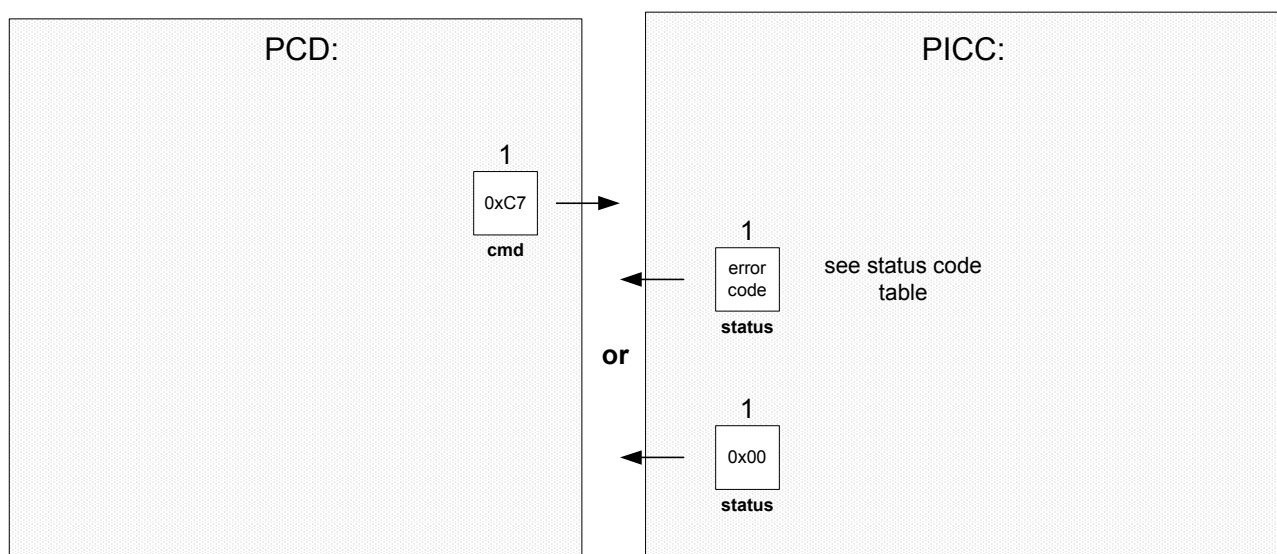 PCD:
PICC:
1
0xC7
cmd
1
error
code
status
see status code
table
or
1
0x00
status